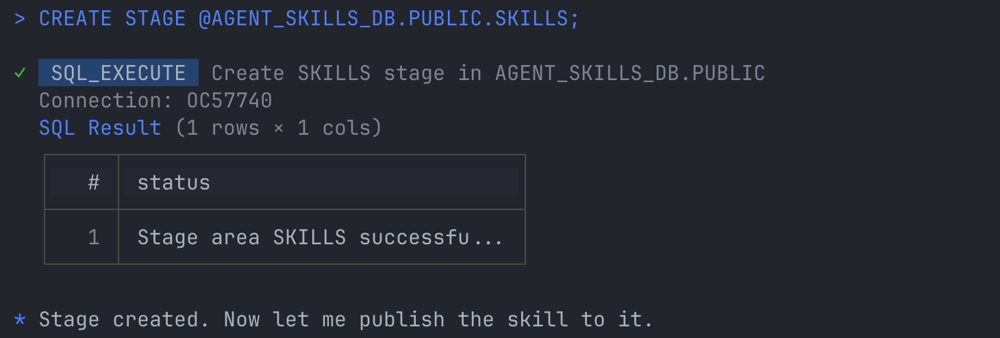 > CREATE STAGE @AGENT_SKILLS_DB.PUBLIC.SKILLS;
✓ SQL_EXECUTE Create SKILLS stage in AGENT_SKILLS_DB.PUBLIC
Connection: OC57740
SQL Result (1 rows × 1 cols)
# status
1 Stage area SKILLS successfu...
* Stage created. Now let me publish the skill to it.